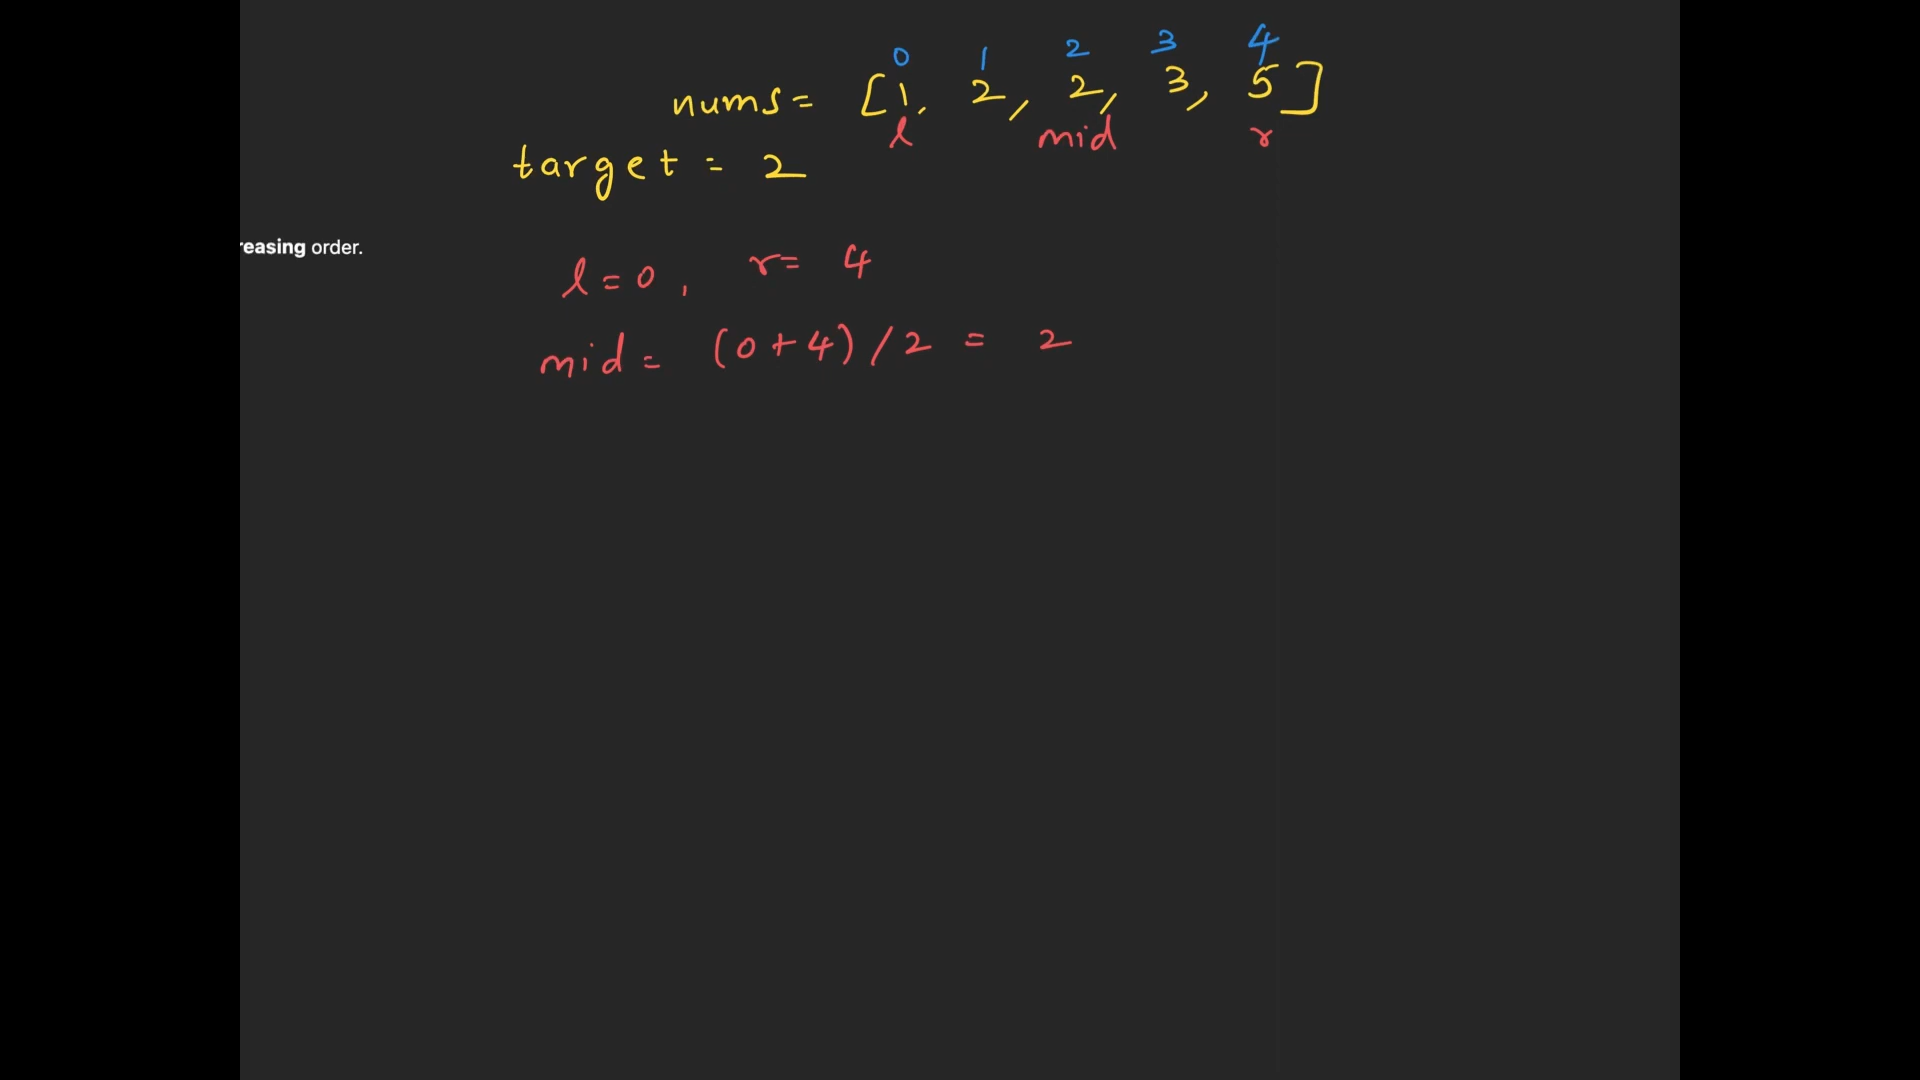 0 1 2 3 4
nums = [1, 2, 2, 3, 5]
l mid r
target = 2
reasing order.
l = 0, r = 4
mid = (0 + 4) / 2 = 2